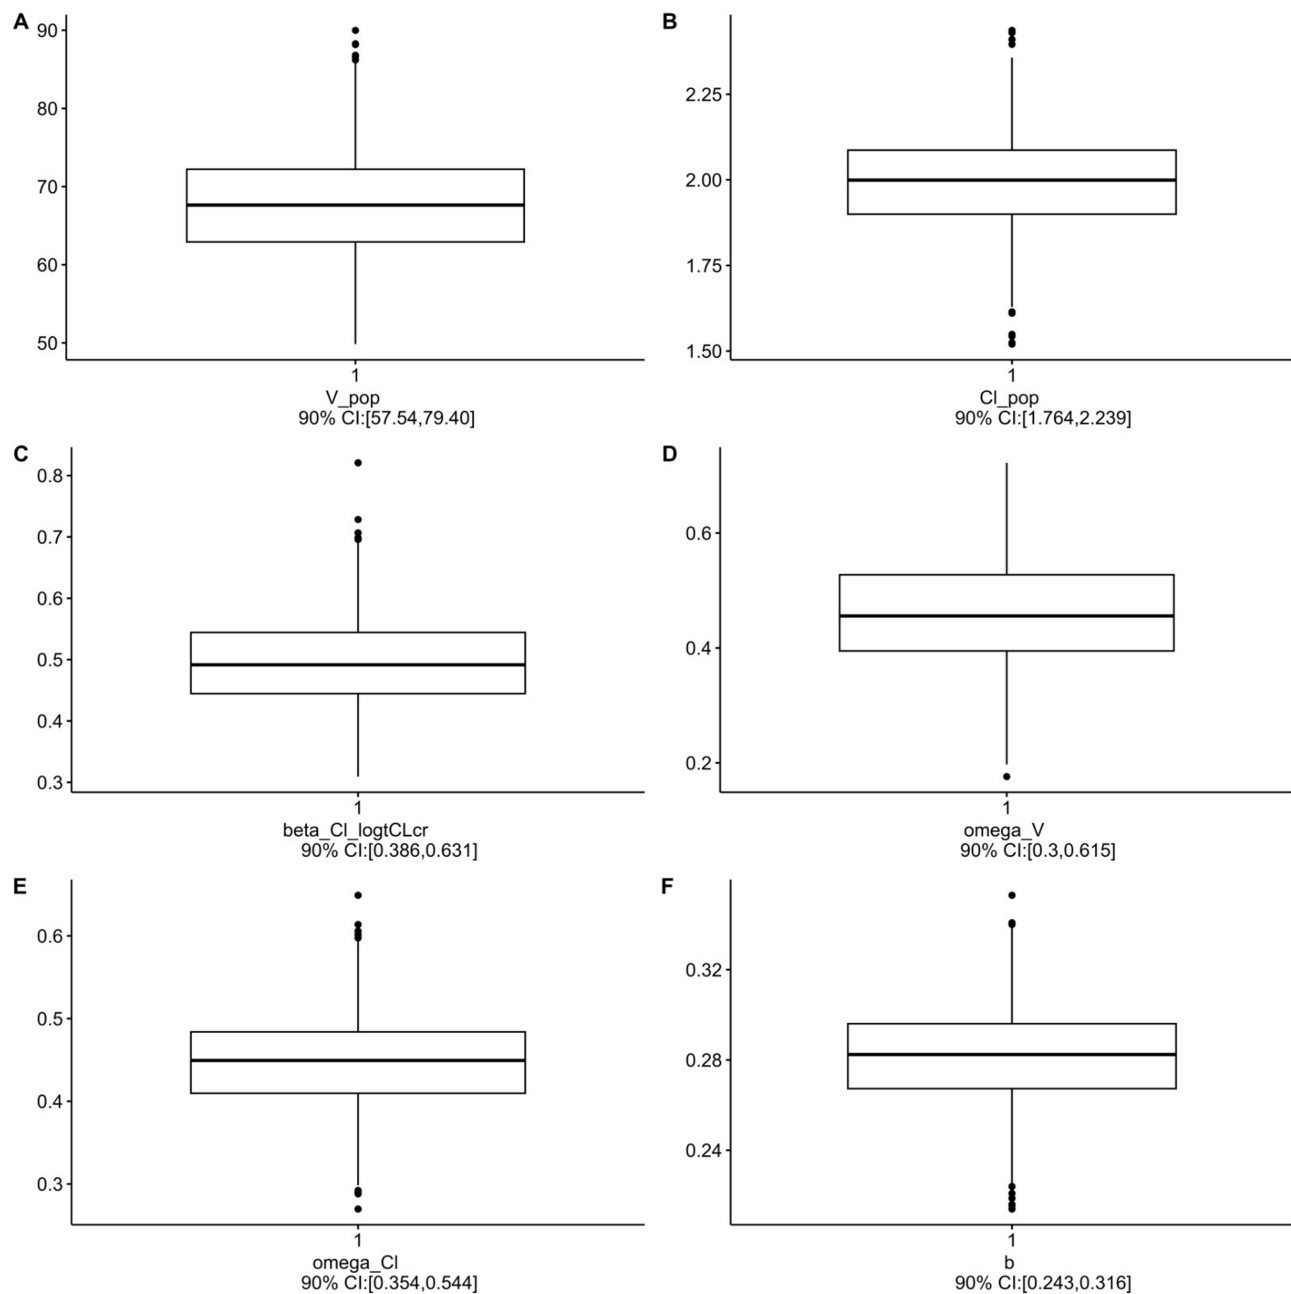 A
90
80
70
60
50
1
V_pop
90% CI:[57.54,79.40]
B
2.25
2.00
1.75
1.50
1
Cl_pop
90% CI:[1.764,2.239]
C
0.8
0.7
0.6
0.5
0.4
0.3
1
beta_Cl_logtCLcr
90% CI:[0.386,0.631]
D
0.6
0.4
0.2
1
omega_V
90% CI:[0.3,0.615]
E
0.6
0.5
0.4
0.3
1
omega_Cl
90% CI:[0.354,0.544]
F
0.32
0.28
0.24
1
b
90% CI:[0.243,0.316]